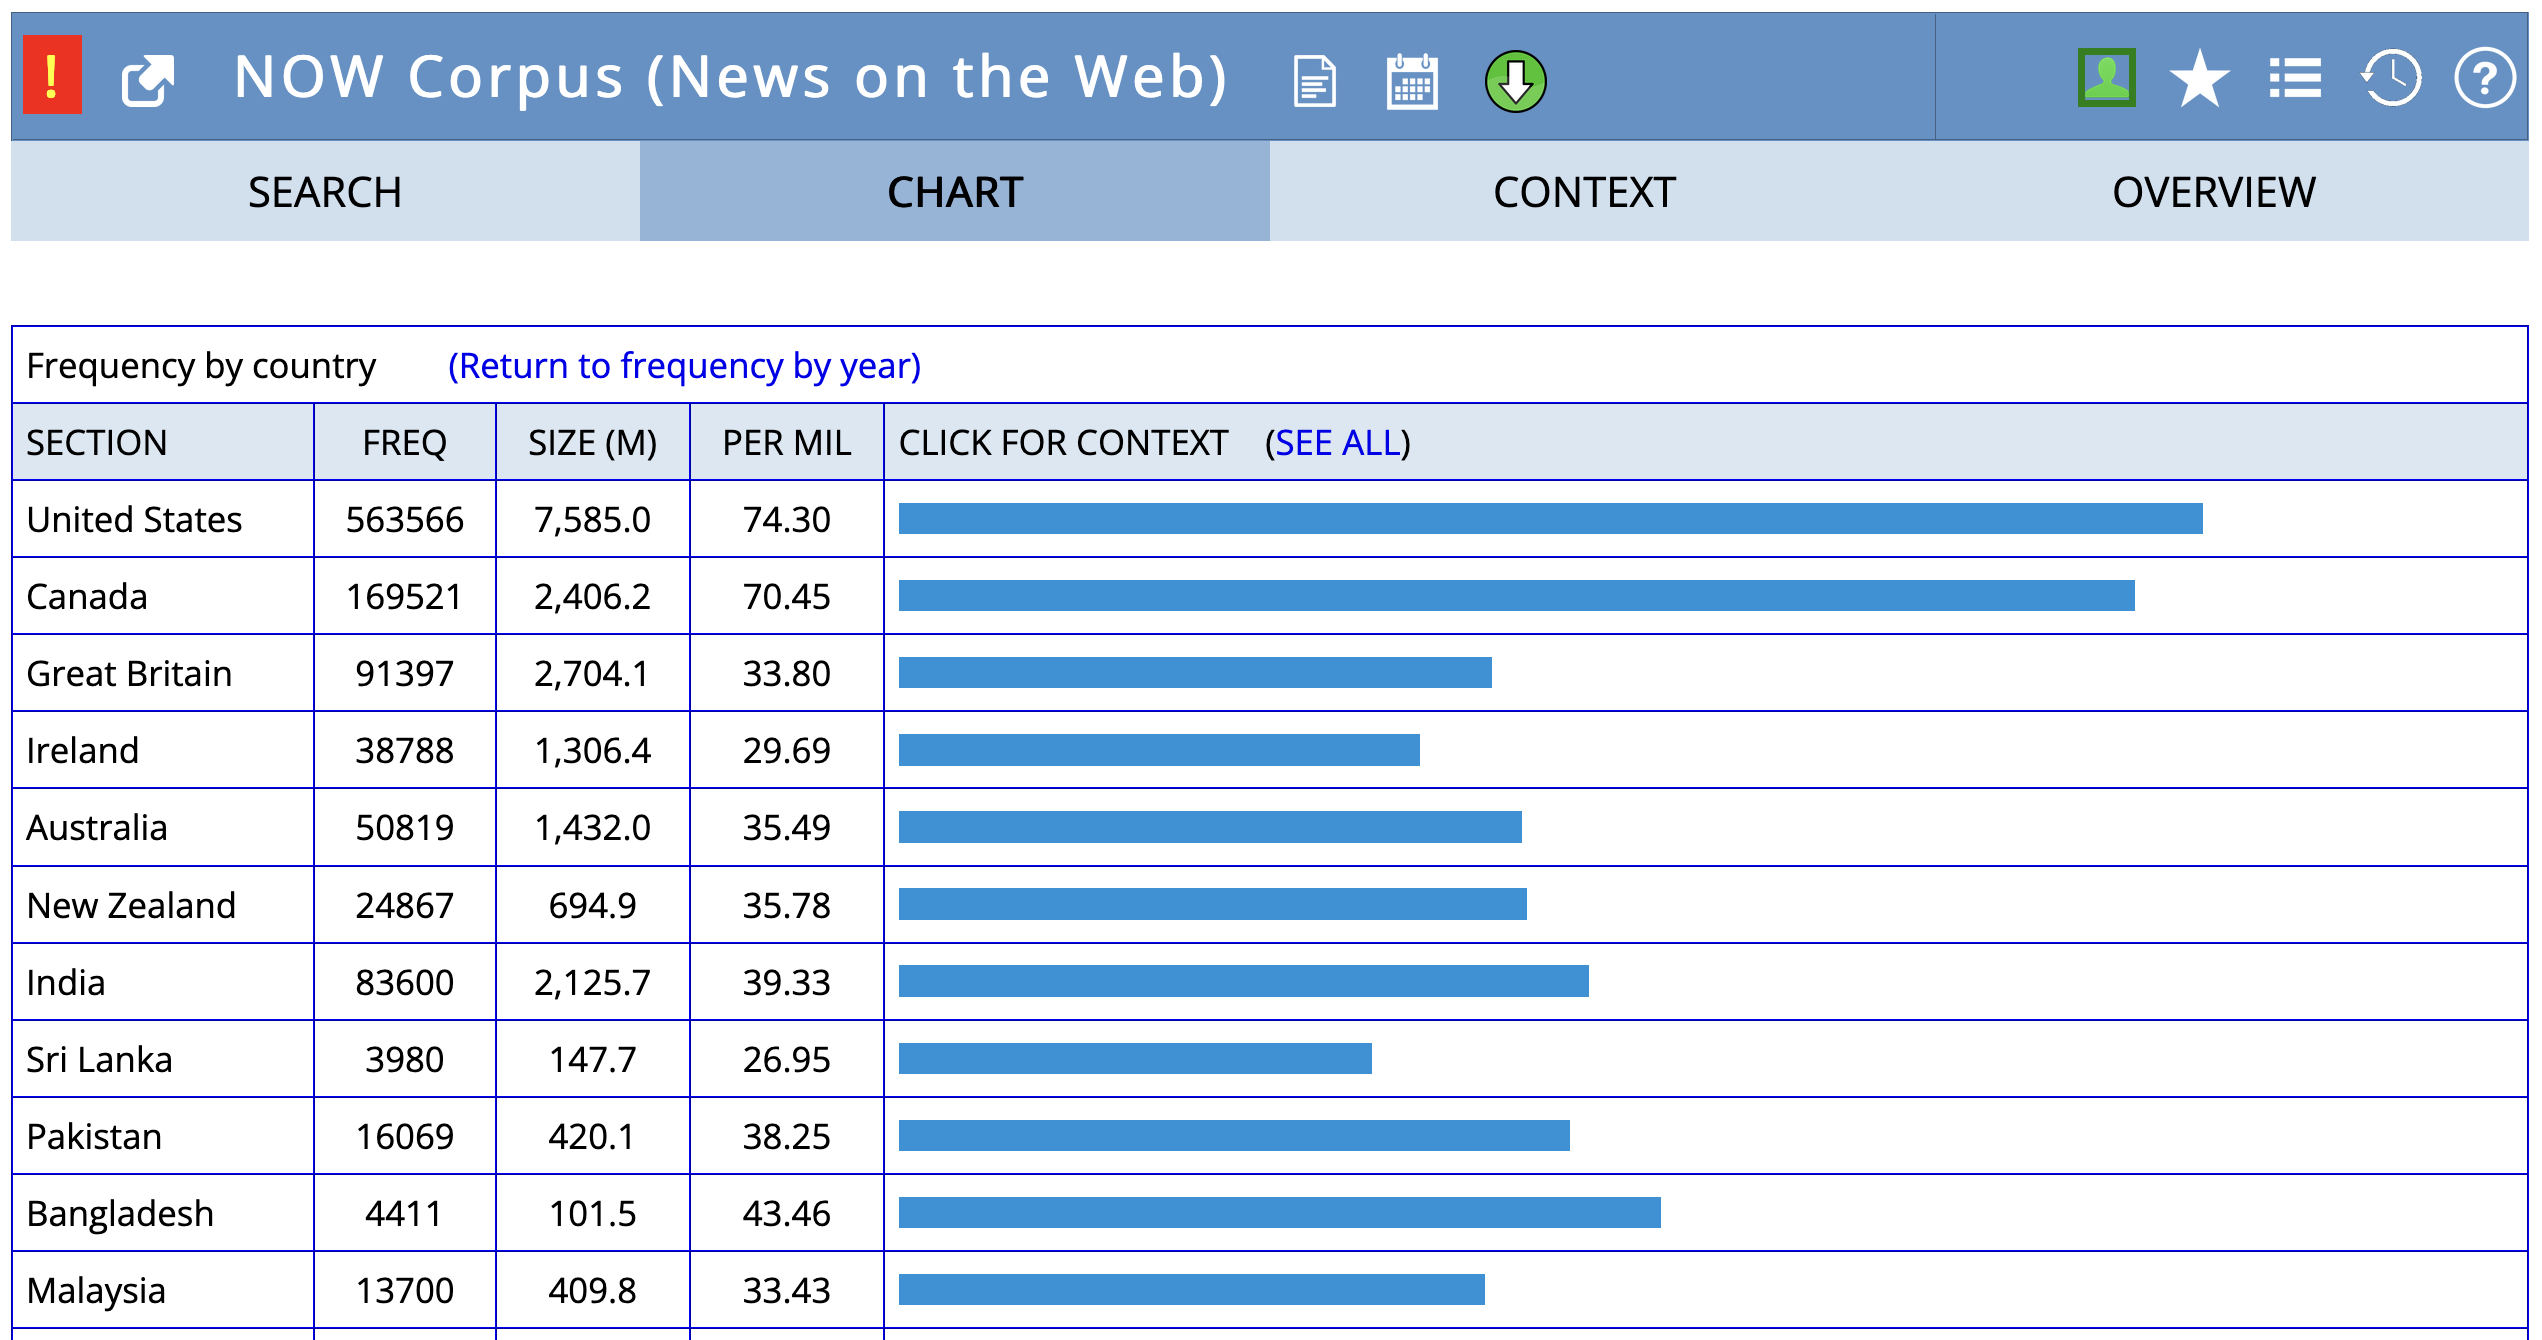 ! NOW Corpus (News on the Web) ?
SEARCH CHART CONTEXT OVERVIEW
Frequency by country (Return to frequency by year)
SECTION FREQ SIZE (M) PER MIL CLICK FOR CONTEXT (SEE ALL)
United States 563566 7,585.0 74.30
Canada 169521 2,406.2 70.45
Great Britain 91397 2,704.1 33.80
Ireland 38788 1,306.4 29.69
Australia 50819 1,432.0 35.49
New Zealand 24867 694.9 35.78
India 83600 2,125.7 39.33
Sri Lanka 3980 147.7 26.95
Pakistan 16069 420.1 38.25
Bangladesh 4411 101.5 43.46
Malaysia 13700 409.8 33.43